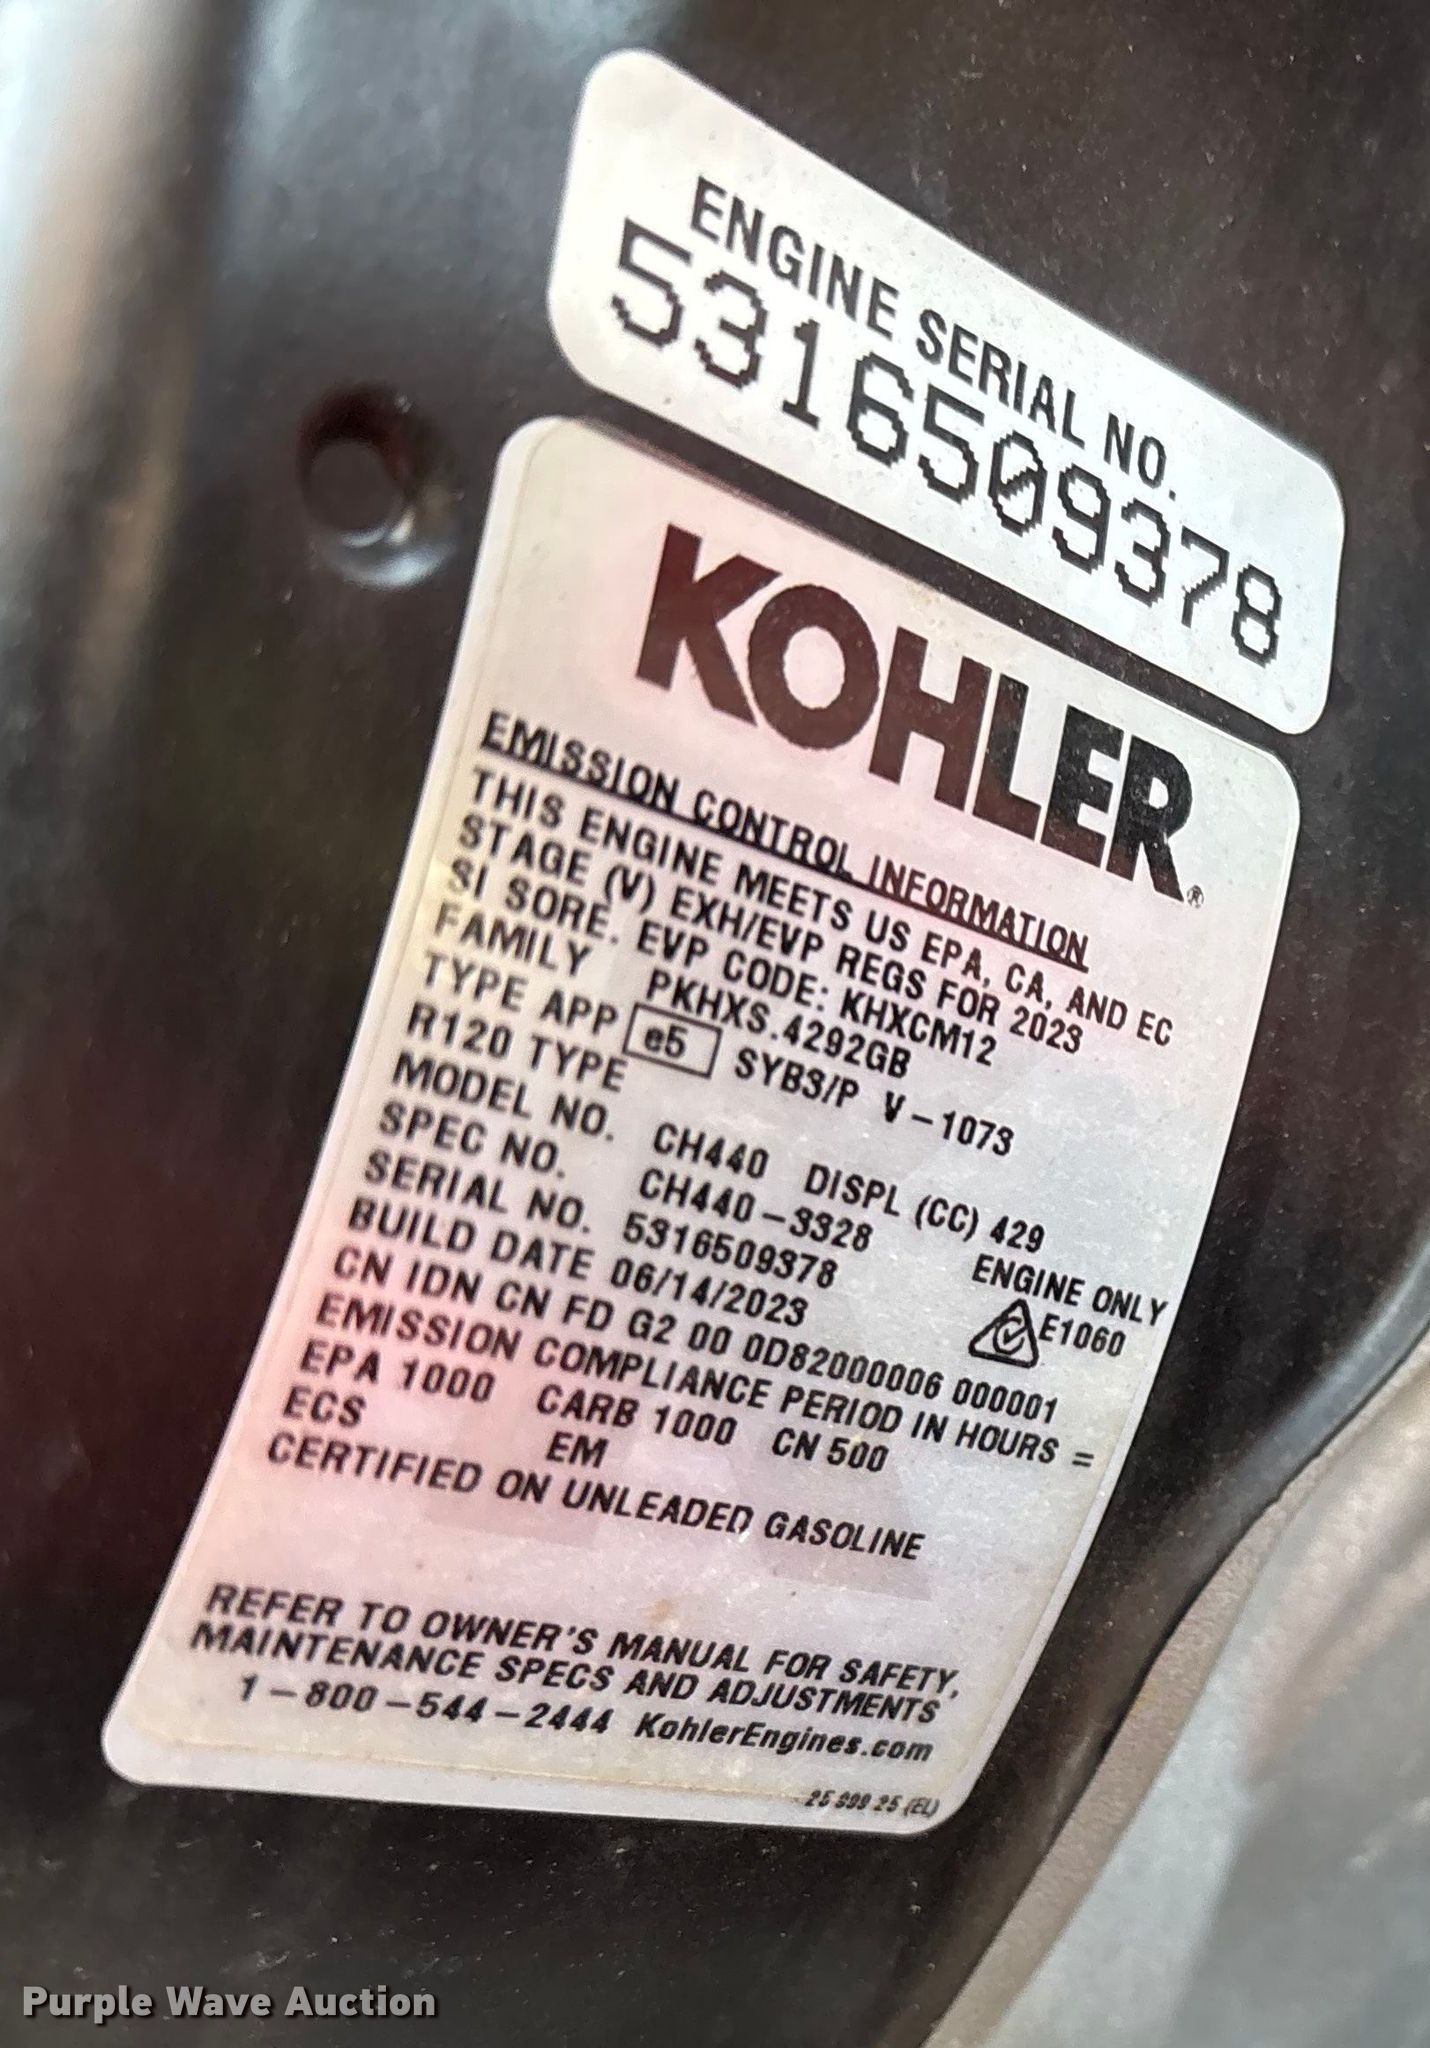 ENGINE SERIAL NO.
5316509378
KOHLER®
EMISSION CONTROL INFORMATION
THIS ENGINE MEETS US EPA, CA, AND EC
STAGE (V) EXH/EVP REGS FOR 2023
SI SORE. EVP CODE: KHXCM12
FAMILY PKHXS.4292GB
TYPE APP e5 SYB3/P V-1073
R120 TYPE
MODEL NO. CH440 DISPL (CC) 429
SPEC NO. CH440-3328 ENGINE ONLY
SERIAL NO. 5316509378 E1060
BUILD DATE 06/14/2023
CN IDN CN FD G2 00 0D82000006 000001
EMISSION COMPLIANCE PERIOD IN HOURS =
EPA 1000 CARB 1000 CN 500
ECS EM
CERTIFIED ON UNLEADED GASOLINE
REFER TO OWNER'S MANUAL FOR SAFETY,
MAINTENANCE SPECS AND ADJUSTMENTS
1-800-544-2444 KohlerEngines.com
25 999 25 (EL)
Purple Wave Auction